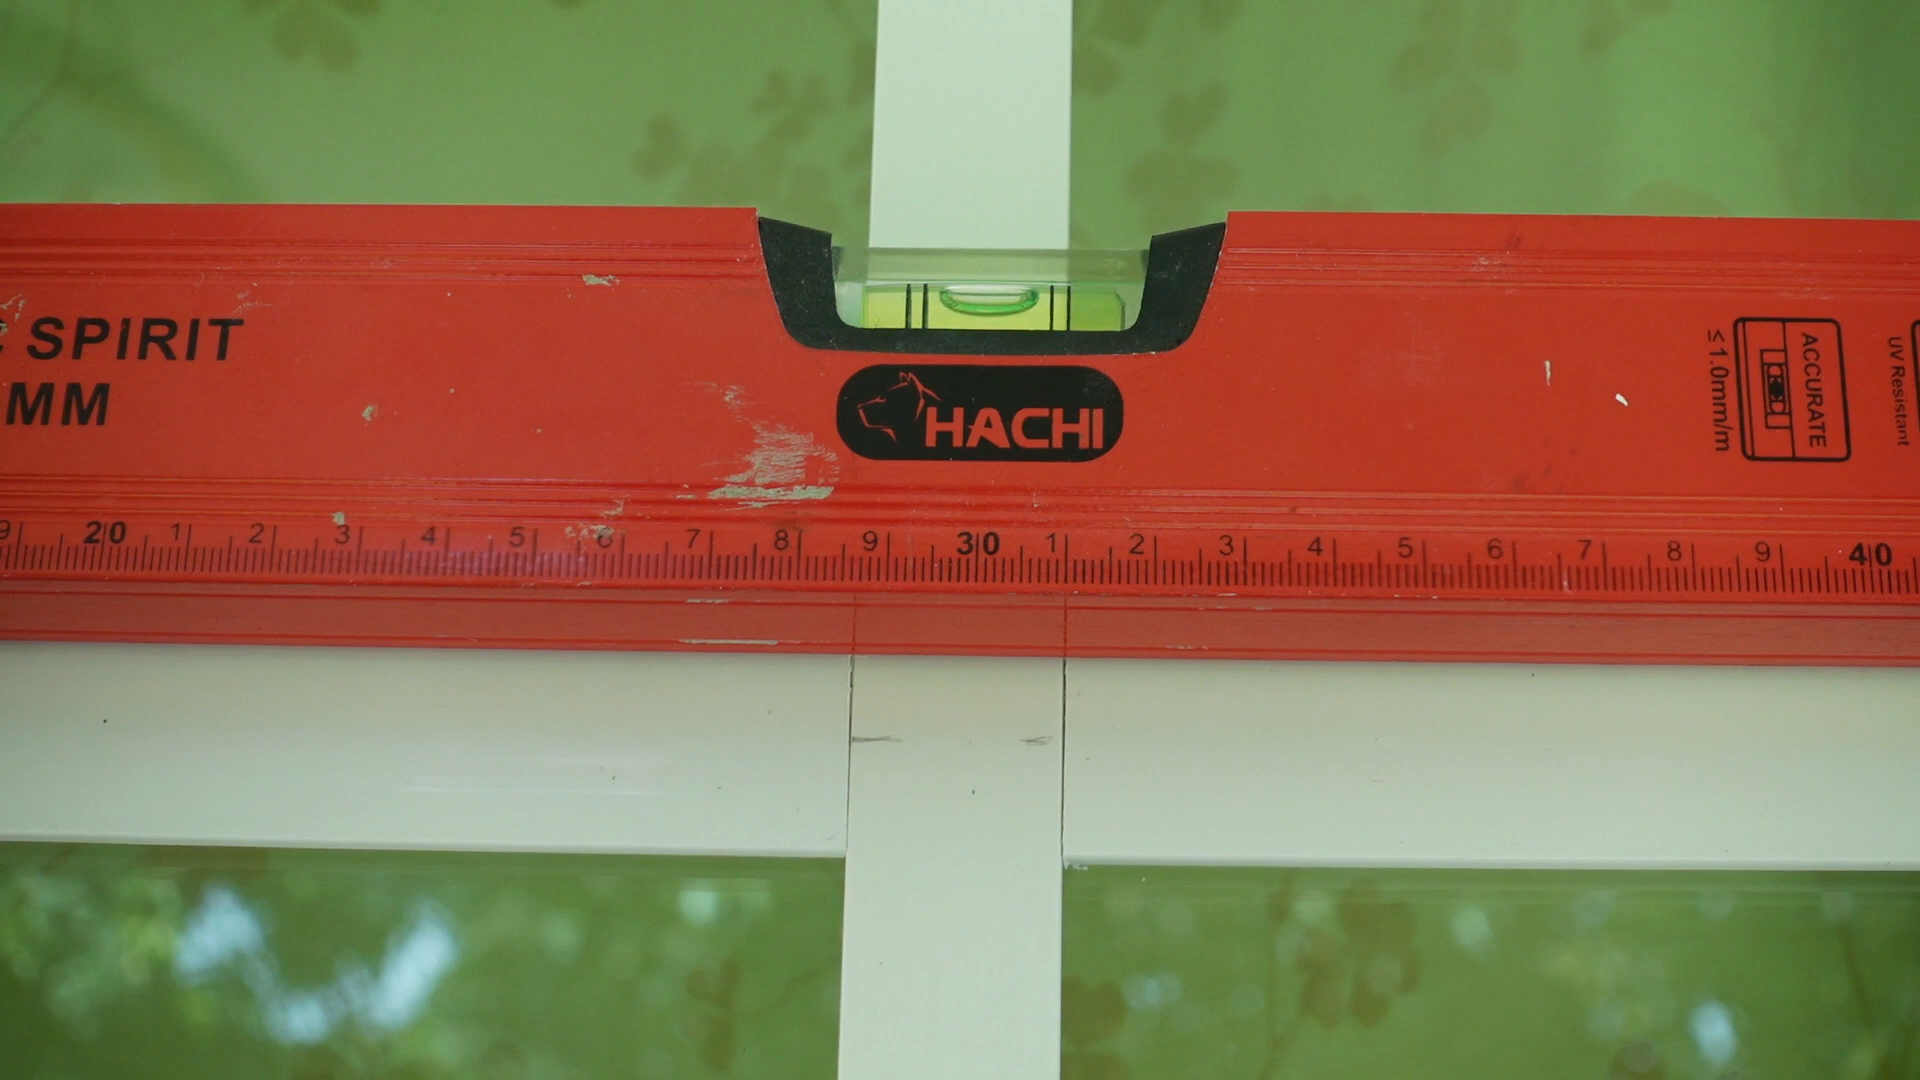 SPIRIT
MM
HACHI
ACCURATE
≤1.0mm/m
UV Resistant
9 20 1 2 3 4 5 6 7 8 9 30 1 2 3 4 5 6 7 8 9 40